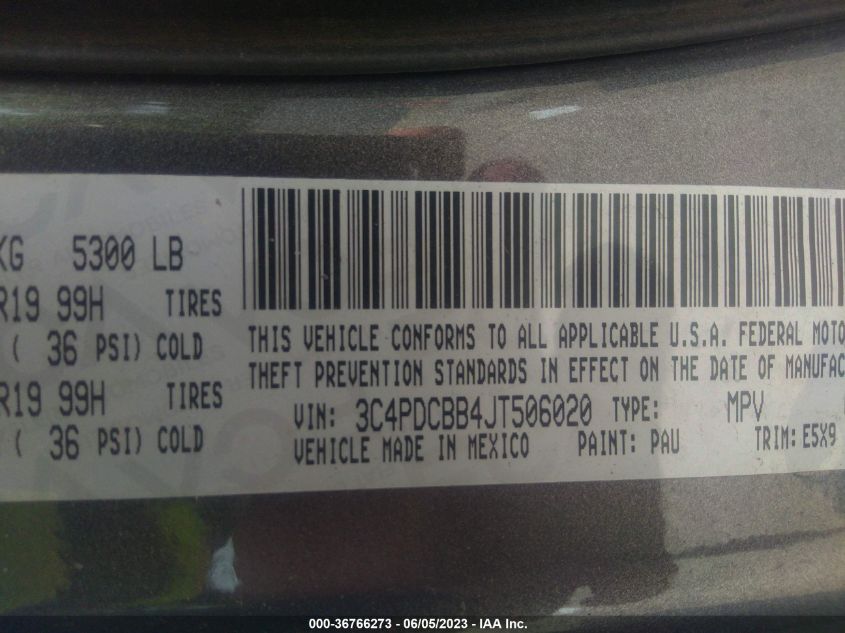 KG 5300 LB
R19 99H TIRES
( 36 PSI) COLD
R19 99H TIRES
( 36 PSI) COLD
THIS VEHICLE CONFORMS TO ALL APPLICABLE U.S.A. FEDERAL MOTO
THEFT PREVENTION STANDARDS IN EFFECT ON THE DATE OF MANUFAC
VIN: 3C4PDCBB4JT506020 TYPE: MPV
VEHICLE MADE IN MEXICO PAINT: PAU TRIM: E5X9
000-36766273 - 06/05/2023 - IAA Inc.